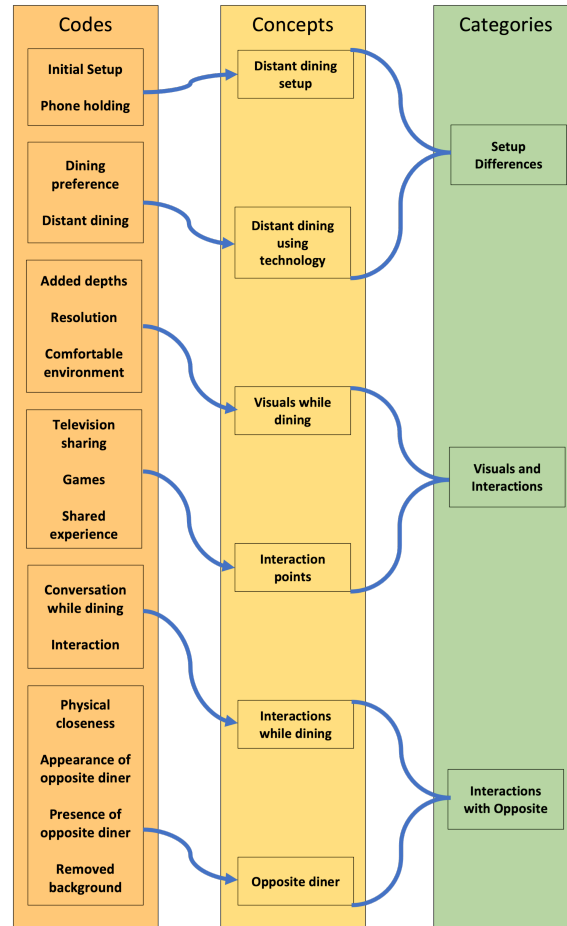 Codes
Initial Setup
Phone holding
Dining
preference
Distant dining
Added depths
Resolution
Comfortable
environment
Television
sharing
Games
Shared
experience
Conversation
while dining
Interaction
Physical
closeness
Appearance of
opposite diner
Presence of
opposite diner
Removed
background
Concepts
Distant dining
setup
Distant dining
using
technology
Visuals while
dining
Interaction
points
Interactions
while dining
Opposite diner
Categories
Setup
Differences
Visuals and
Interactions
Interactions
with Opposite